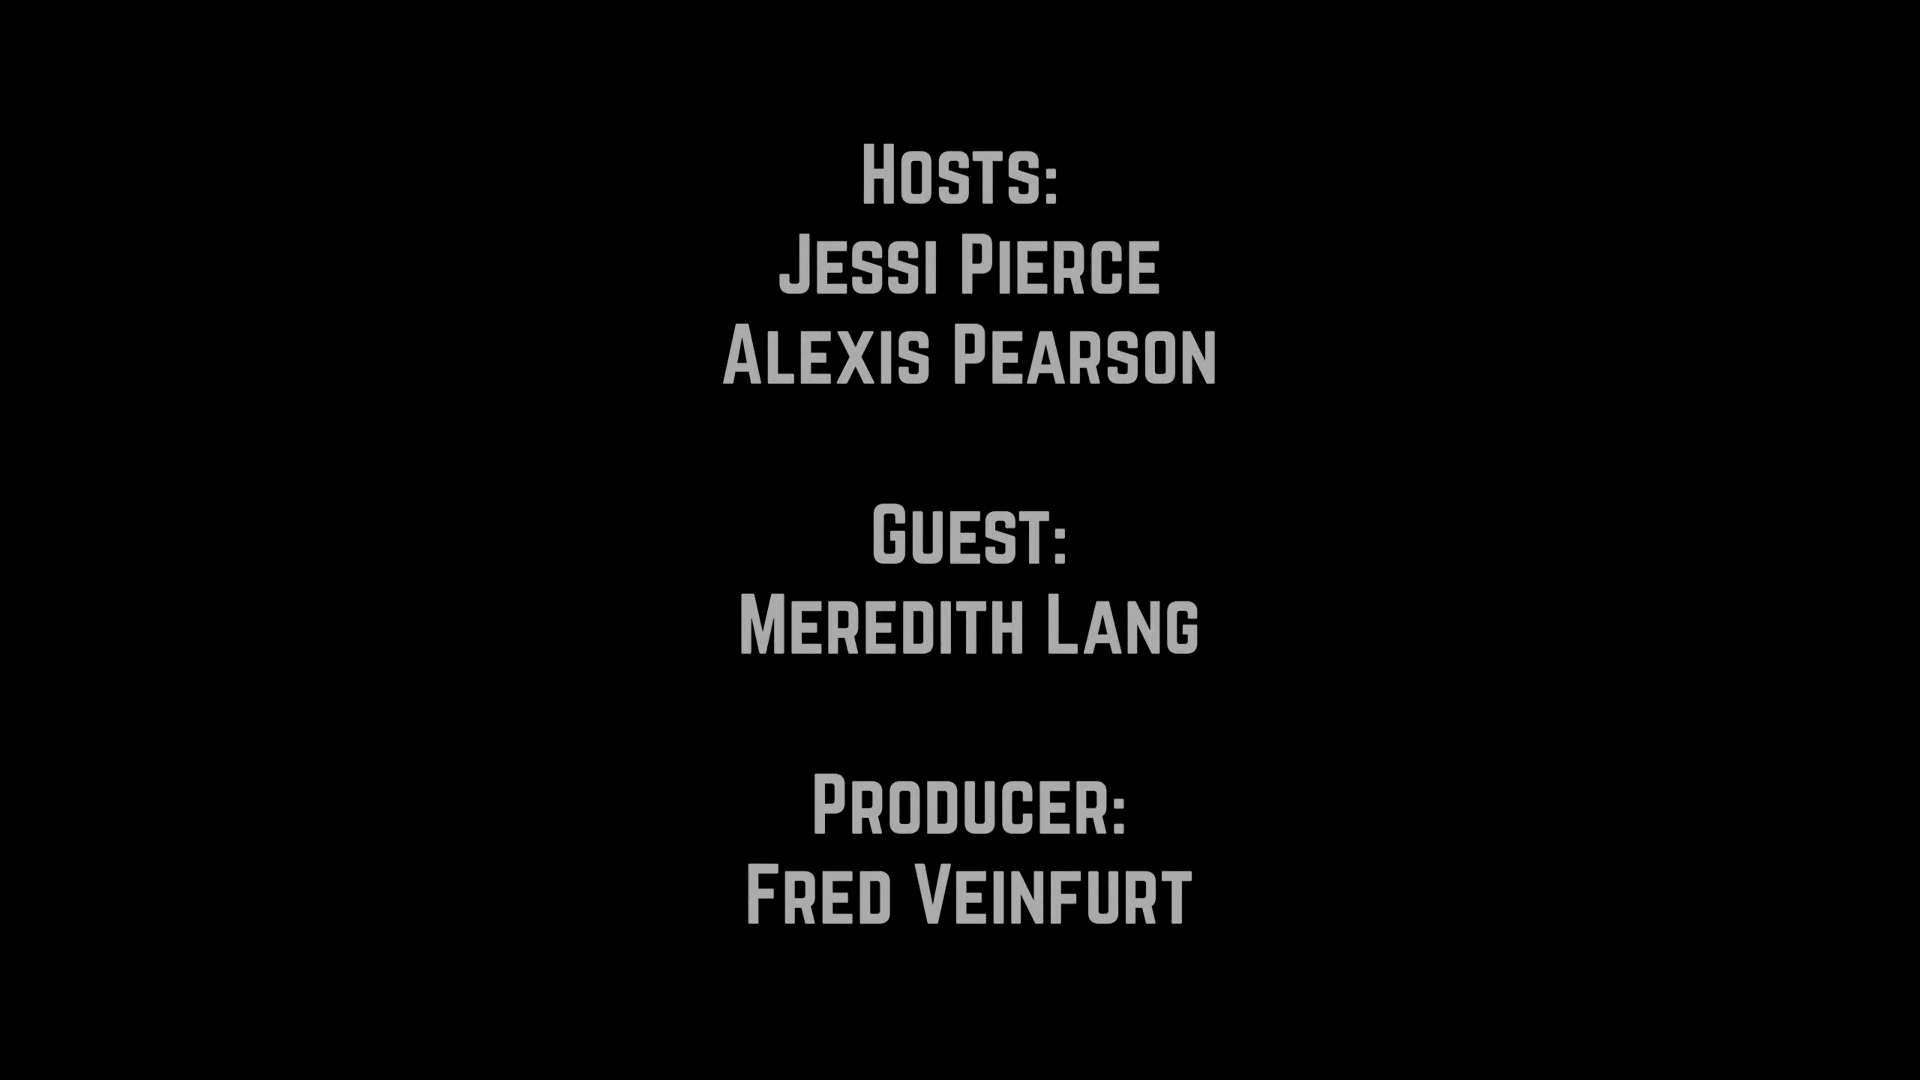 Hosts:
Jessi Pierce
Alexis Pearson
Guest:
Meredith Lang
Producer:
Fred Veinfurt